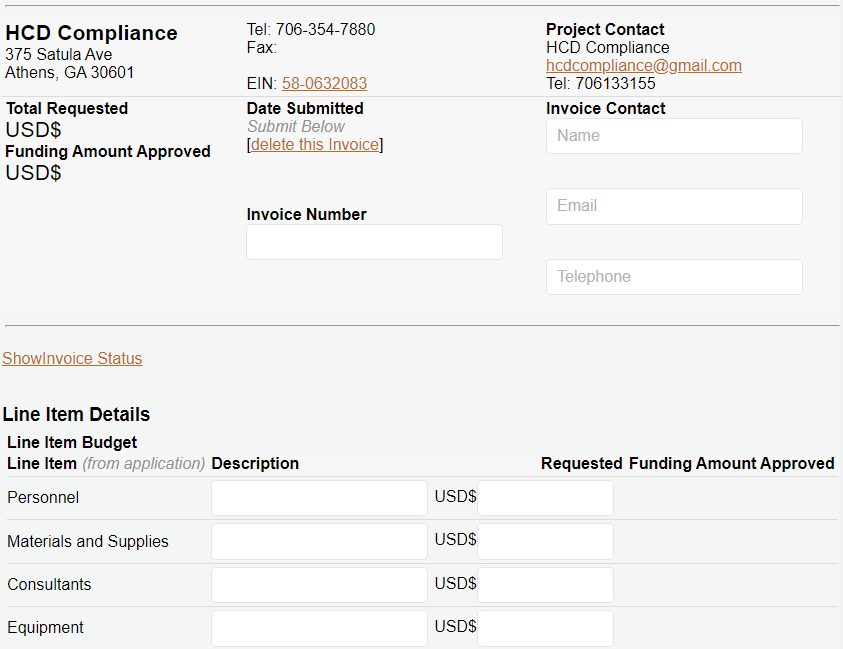 HCD Compliance
375 Satula Ave
Athens, GA 30601
Tel: 706-354-7880
Fax:
EIN: 58-0632083
Project Contact
HCD Compliance
hcdcompliance@gmail.com
Tel: 706133155
Total Requested
USD$
Funding Amount Approved
USD$
Date Submitted
Submit Below
[delete this Invoice]
Invoice Number
Invoice Contact
Name
Email
Telephone
ShowInvoice Status
Line Item Details
Line Item Budget
Line Item (from application) Description Requested Funding Amount Approved
Personnel USD$
Materials and Supplies USD$
Consultants USD$
Equipment USD$